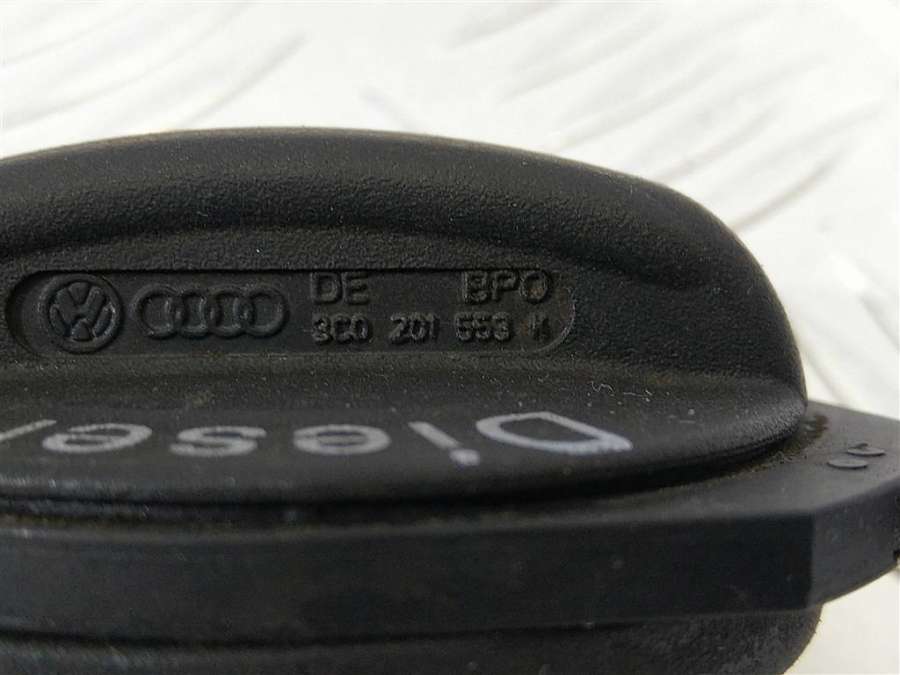 DE BPO
3C0 201 553 K
Diesel